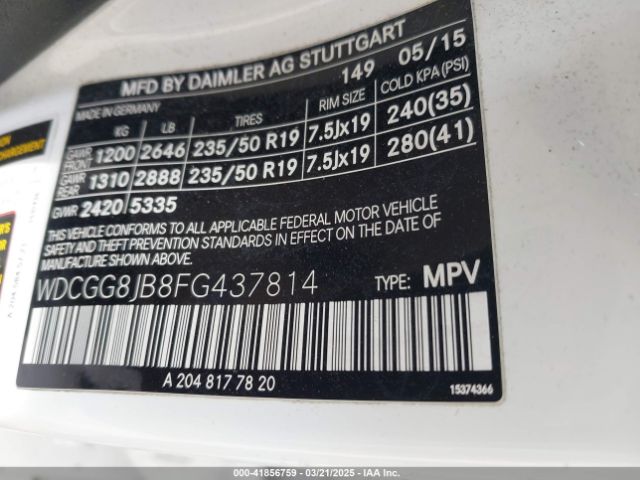 MFD BY DAIMLER AG STUTTGART
149 05/15
MADE IN GERMANY
KG LB TIRES RIM SIZE COLD KPA(PSI)
GAWR FRONT 1200 2646 235/50 R19 7.5Jx19 240(35)
GAWR REAR 1310 2888 235/50 R19 7.5Jx19 280(41)
GVWR 2420 5335
THIS VEHICLE CONFORMS TO ALL APPLICABLE FEDERAL MOTOR VEHICLE
SAFETY AND THEFT PREVENTION STANDARDS IN EFFECT ON THE DATE
OF MANUFACTURE SHOWN ABOVE.
WDCGG8JB8FG437814 TYPE: MPV
A 204 817 78 20
15374366
000-41856759 | 03/21/2025 | Copyright IAA, LLC.